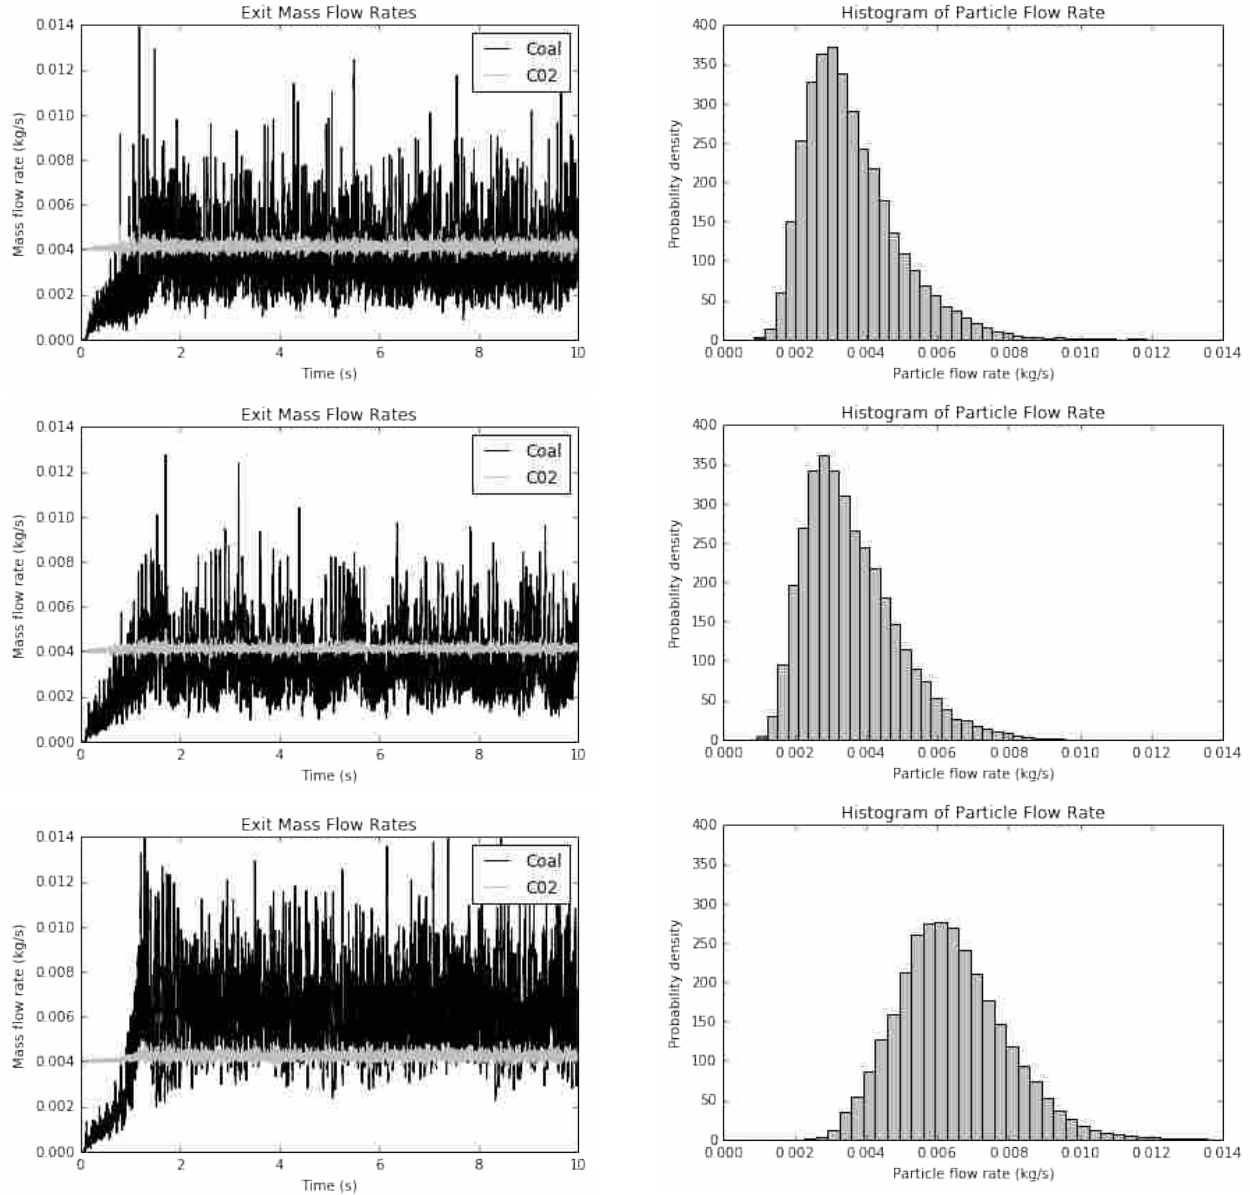 Exit Mass Flow Rates
0.014
0.012
0.010
0.008
0.006
0.004
0.002
0.000
Mass flow rate (kg/s)
Coal
C02
0 2 4 6 8 10
Time (s)
Histogram of Particle Flow Rate
400
350
300
250
200
150
100
50
0
Probability density
0.000 0.002 0.004 0.006 0.008 0.010 0.012 0.014
Particle flow rate (kg/s)
Exit Mass Flow Rates
0.014
0.012
0.010
0.008
0.006
0.004
0.002
0.000
Mass flow rate (kg/s)
Coal
C02
0 2 4 6 8 10
Time (s)
Histogram of Particle Flow Rate
400
350
300
250
200
150
100
50
0
Probability density
0.000 0.002 0.004 0.006 0.008 0.010 0.012 0.014
Particle flow rate (kg/s)
Exit Mass Flow Rates
0.014
0.012
0.010
0.008
0.006
0.004
0.002
0.000
Mass flow rate (kg/s)
Coal
C02
0 2 4 6 8 10
Time (s)
Histogram of Particle Flow Rate
400
350
300
250
200
150
100
50
0
Probability density
0.000 0.002 0.004 0.006 0.008 0.010 0.012 0.014
Particle flow rate (kg/s)